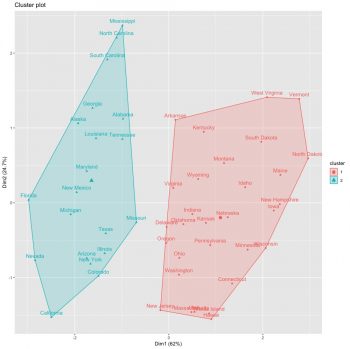 Cluster plot
Mississippi
North Carolina
South Carolina
West Virginia
Vermont
Georgia
Alaska
Alabama
Arkansas
Kentucky
Louisiana
Tennessee
South Dakota
North Dakota
Montana
Maryland
Maine
Wyoming
New Mexico
Virginia
Idaho
Florida
New Hampshire
Iowa
Michigan
Indiana
Missouri
Delaware
Oklahoma
Kansas
Nebraska
Texas
Oregon
Pennsylvania
Minnesota
Wisconsin
Nevada
Arizona
Illinois
New York
Ohio
Colorado
Washington
Connecticut
California
New Jersey
Hawaii
cluster
1
2
Dim2 (24.7%)
Dim1 (62%)